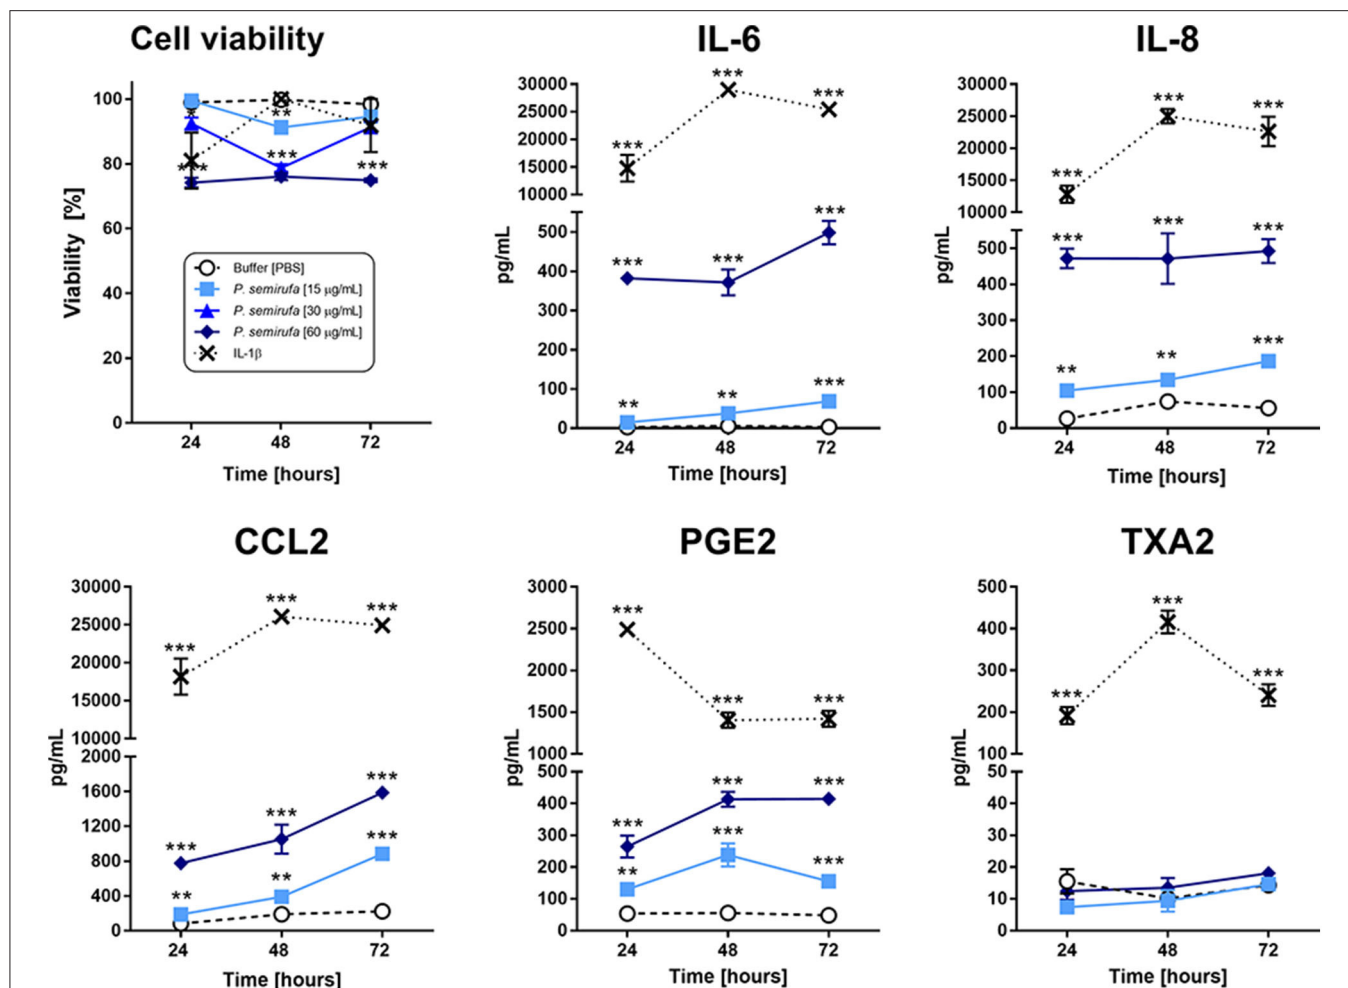 Cell viability
IL-6
IL-8
100
80
60
40
20
0
Viability [%]
* ** *** *** ***
Buffer [PBS]
P. semirufa [15 µg/mL]
P. semirufa [30 µg/mL]
P. semirufa [60 µg/mL]
IL-1β
24 48 72
Time [hours]
30000
25000
20000
15000
10000
500
400
300
200
100
0
pg/mL
*** *** ***
*** *** ***
** ** ***
24 48 72
Time [hours]
30000
25000
20000
15000
10000
500
400
300
200
100
0
pg/mL
*** *** ***
*** *** ***
** ** ***
24 48 72
Time [hours]
CCL2
PGE2
TXA2
30000
25000
20000
15000
10000
2000
1600
1200
800
400
0
pg/mL
*** *** ***
*** *** ***
** ** ***
24 48 72
Time [hours]
3000
2500
2000
1500
1000
500
400
300
200
100
0
pg/mL
*** *** ***
*** *** ***
** *** ***
24 48 72
Time [hours]
500
400
300
200
100
50
40
30
20
10
0
pg/mL
*** *** ***
24 48 72
Time [hours]